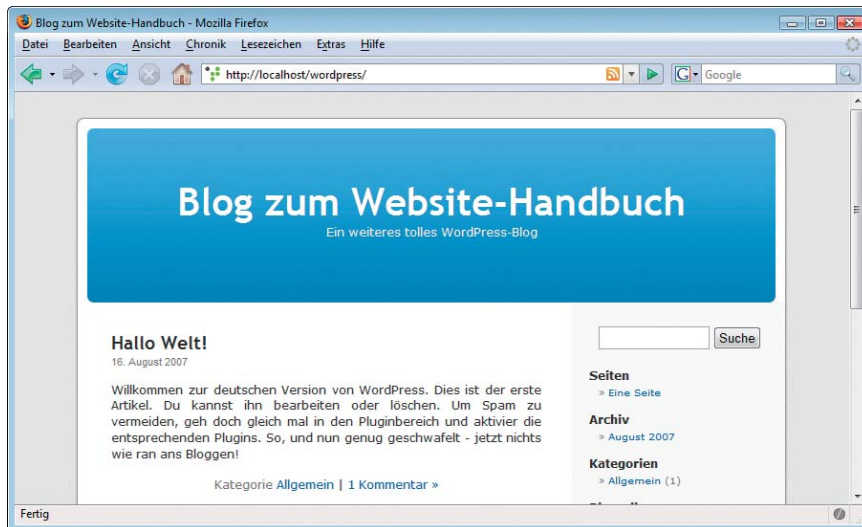 Blog zum Website-Handbuch - Mozilla Firefox
Datei Bearbeiten Ansicht Chronik Lesezeichen Extras Hilfe
http://localhost/wordpress/
G Google
Blog zum Website-Handbuch
Ein weiteres tolles WordPress-Blog
Hallo Welt!
16. August 2007
Willkommen zur deutschen Version von WordPress. Dies ist der erste
Artikel. Du kannst ihn bearbeiten oder löschen. Um Spam zu
vermeiden, geh doch gleich mal in den Pluginbereich und aktivier die
entsprechenden Plugins. So, und nun genug geschwafelt - jetzt nichts
wie ran ans Bloggen!
Kategorie Allgemein | 1 Kommentar »
Suche
Seiten
» Eine Seite
Archiv
» August 2007
Kategorien
» Allgemein (1)
Fertig